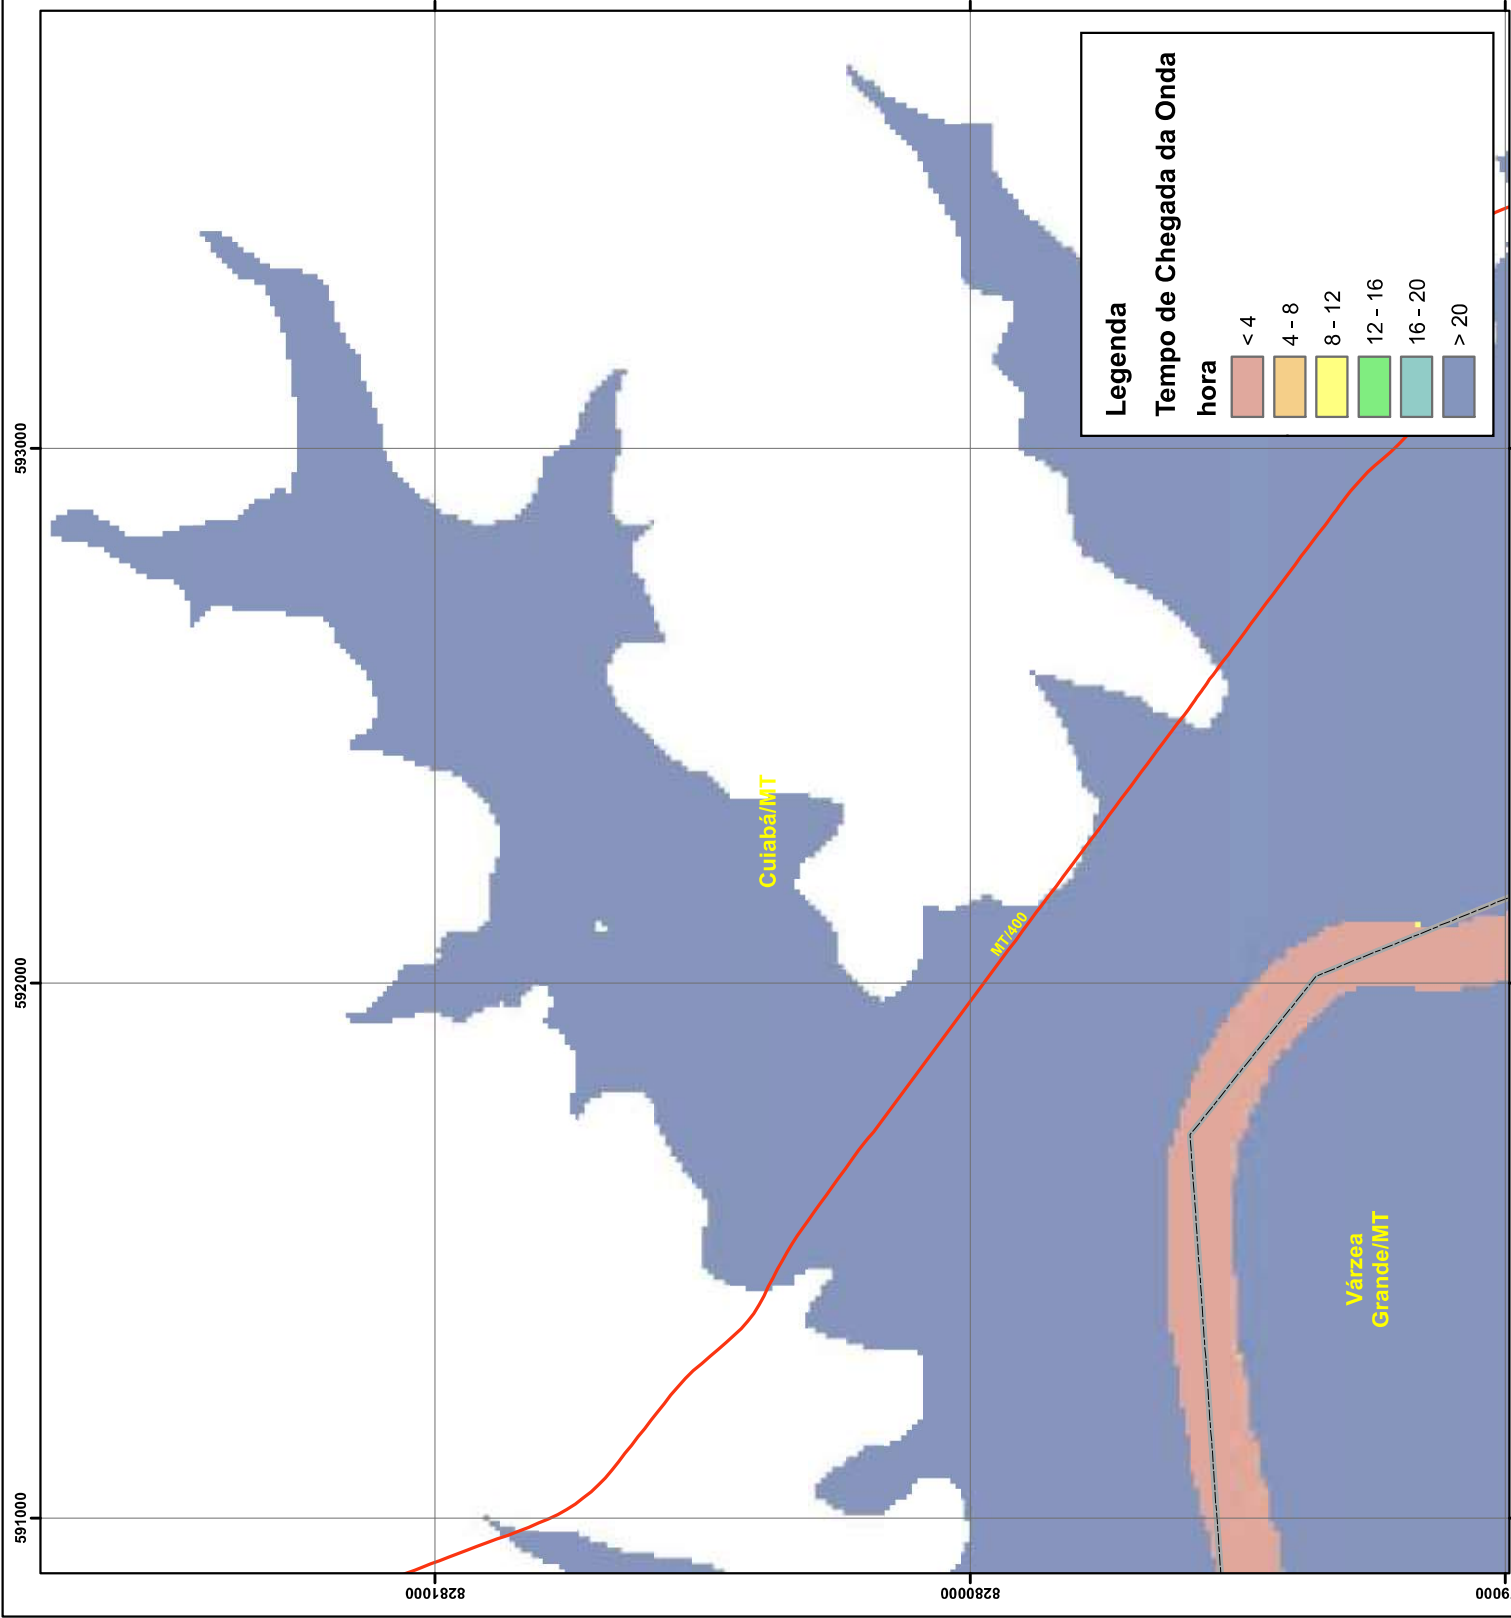 593000
592000
591000
8281000
8280000
9000
Cuiabá/MT
MT/400
Várzea
Grande/MT
Legenda
Tempo de Chegada da Onda
hora
< 4
4 - 8
8 - 12
12 - 16
16 - 20
> 20